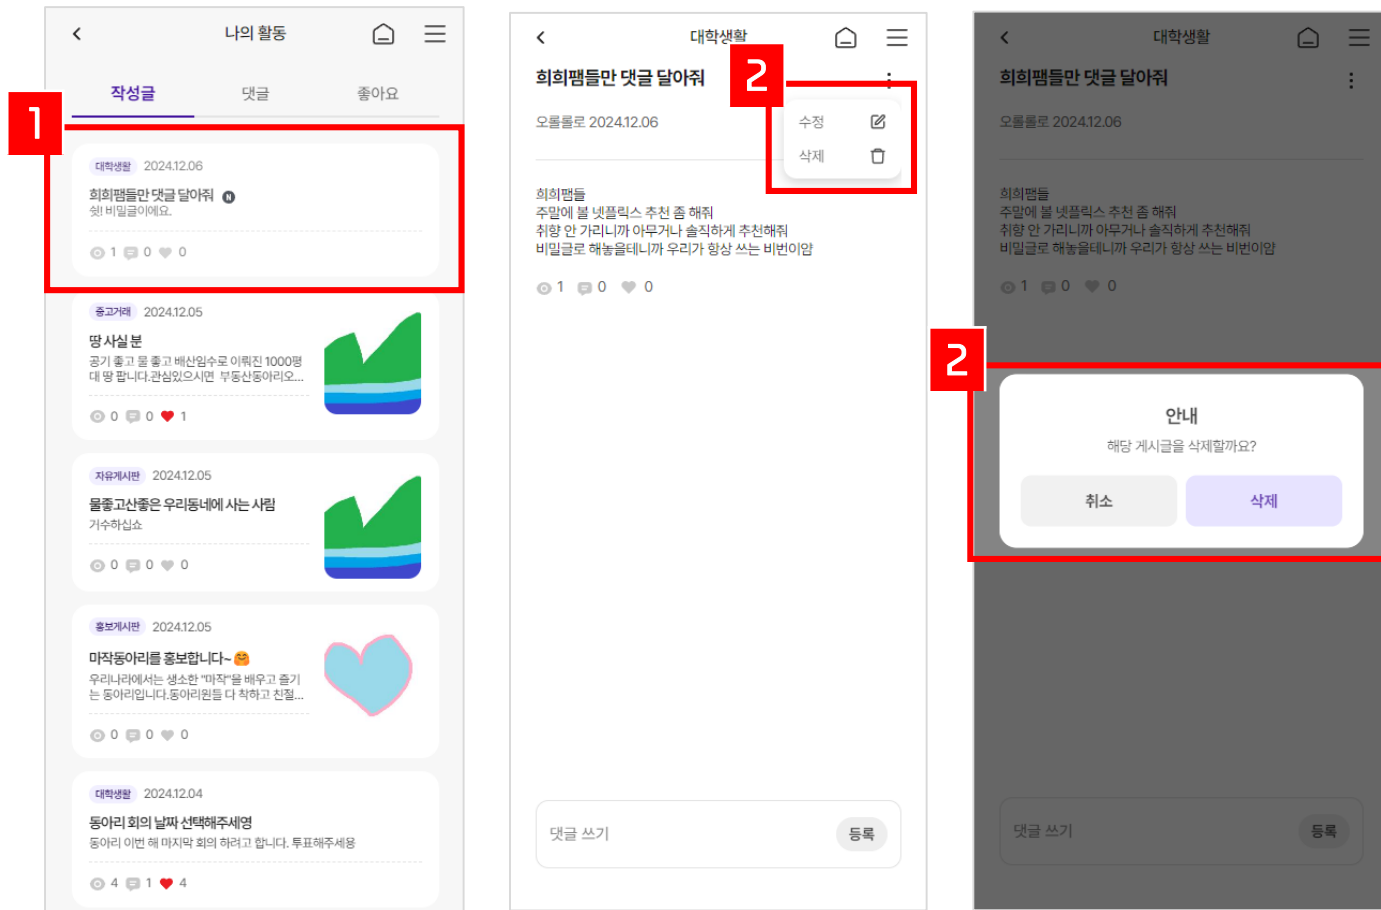 나의 활동
작성글
댓글
좋아요
1
대학생활 2024.12.06
희희팸들만 댓글 달아줘 N
쉿! 비밀글이에요.
1 0 0
중고거래 2024.12.05
땅 사실 분
공기 좋고 물 좋고 배산임수로 이뤄진 1000평
대 땅 팝니다.관심있으시면 부동산동아리오...
0 0 1
자유게시판 2024.12.05
물좋고산좋은 우리동네에 사는 사람
거수하십쇼
0 0 0
홍보게시판 2024.12.05
마작동아리를 홍보합니다~ 🤗
우리나라에서는 생소한 "마작"을 배우고 즐기
는 동아리입니다.동아리원들 다 착하고 친절...
0 0 0
대학생활 2024.12.04
동아리 회의 날짜 선택해주세영
동아리 이번 해 마지막 회의 하려고 합니다. 투표해주세용
4 1 4
대학생활
희희팸들만 댓글 달아줘
2
오롤롤로 2024.12.06
수정
삭제
희희팸들
주말에 볼 넷플릭스 추천 좀 해줘
취향 안 가리니까 아무거나 솔직하게 추천해줘
비밀글로 해놓을테니까 우리가 항상 쓰는 비번이얌
1 0 0
댓글 쓰기
등록
대학생활
희희팸들만 댓글 달아줘
오롤롤로 2024.12.06
희희팸들
주말에 볼 넷플릭스 추천 좀 해줘
취향 안 가리니까 아무거나 솔직하게 추천해줘
비밀글로 해놓을테니까 우리가 항상 쓰는 비번이얌
1 0 0
2
안내
해당 게시글을 삭제할까요?
취소
삭제
댓글 쓰기
등록